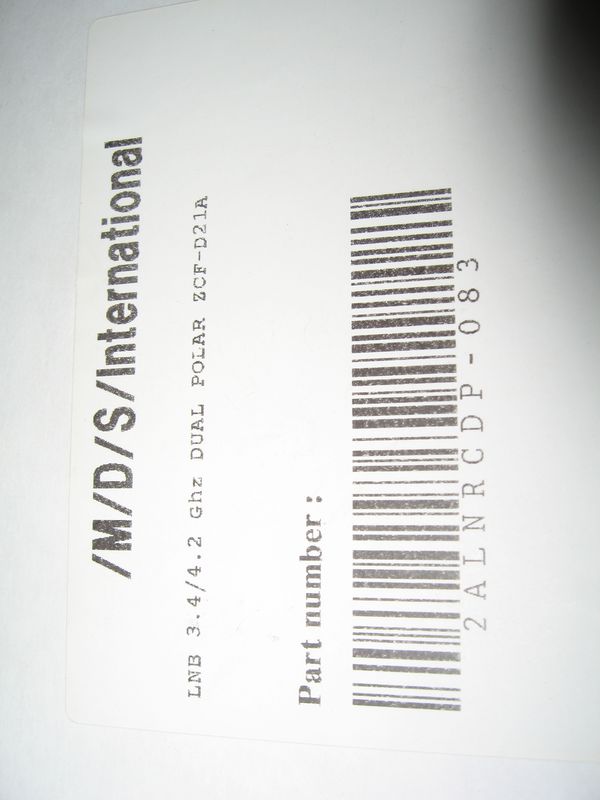 /M/D/S/International
LNB 3.4/4.2 Ghz DUAL POLAR ZCF-D21A
Part number :
2ALNRCDP-083